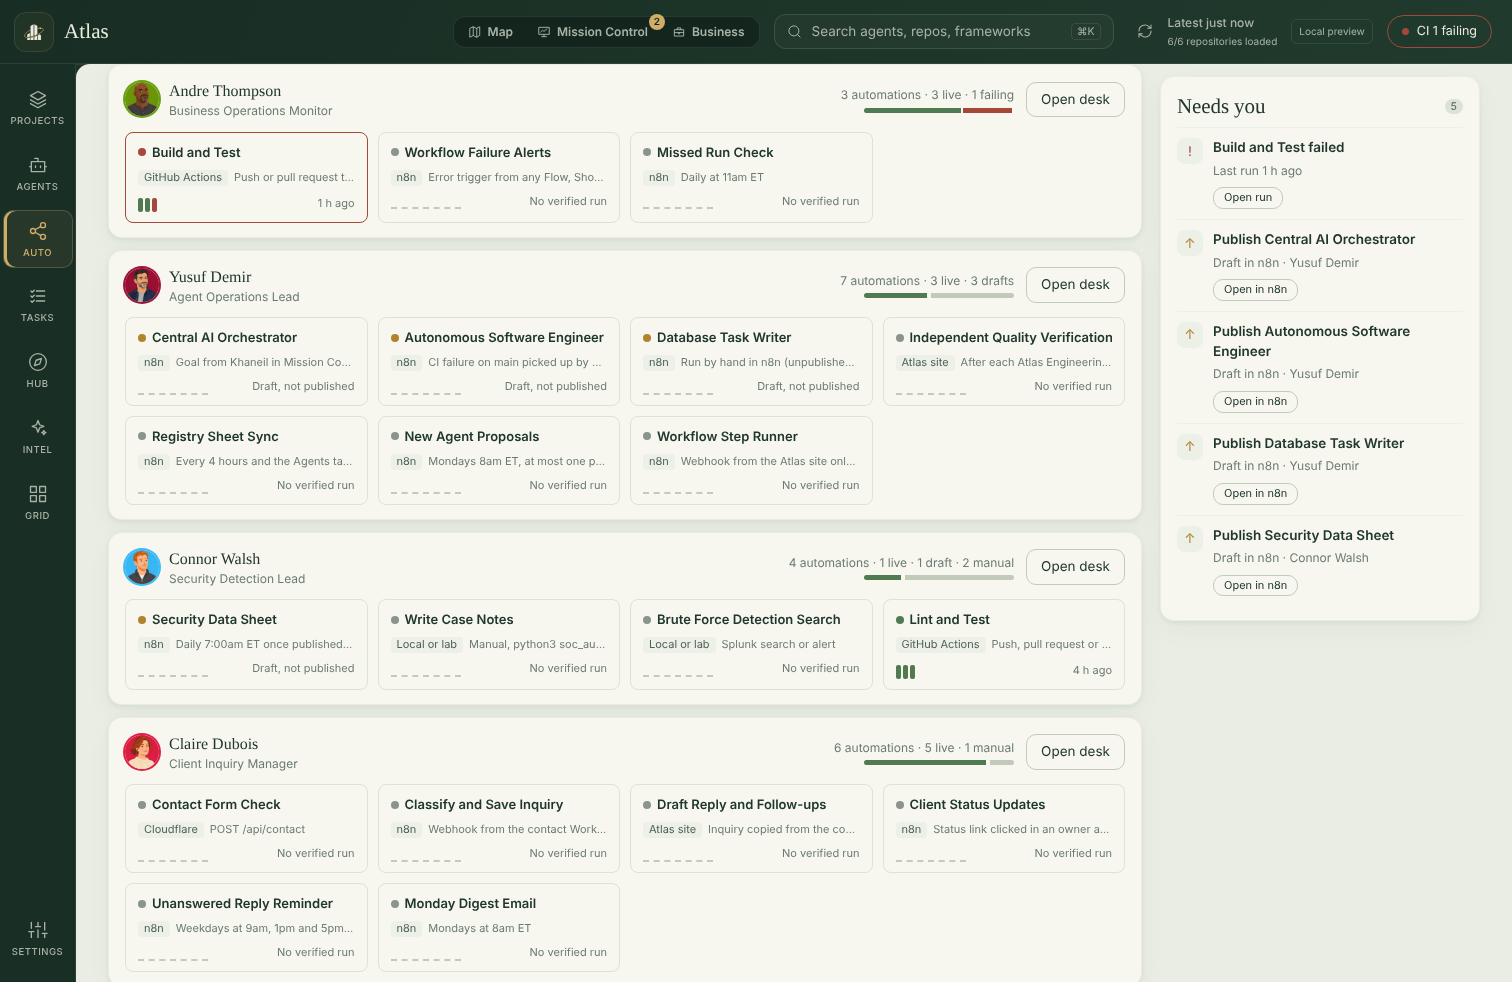 Atlas
Map
Mission Control
2
Business
Search agents, repos, frameworks
⌘K
Latest just now
6/6 repositories loaded
Local preview
CI 1 failing
PROJECTS
AGENTS
AUTO
TASKS
HUB
INTEL
GRID
SETTINGS
Andre Thompson
Business Operations Monitor
3 automations · 3 live · 1 failing
Open desk
Build and Test
GitHub Actions Push or pull request t...
1 h ago
Workflow Failure Alerts
n8n Error trigger from any Flow, Sho...
No verified run
Missed Run Check
n8n Daily at 11am ET
No verified run
Yusuf Demir
Agent Operations Lead
7 automations · 3 live · 3 drafts
Open desk
Central AI Orchestrator
n8n Goal from Khaneil in Mission Co...
Draft, not published
Autonomous Software Engineer
n8n CI failure on main picked up by ...
Draft, not published
Database Task Writer
n8n Run by hand in n8n (unpublishe...
Draft, not published
Independent Quality Verification
Atlas site After each Atlas Engineerin...
No verified run
Registry Sheet Sync
n8n Every 4 hours and the Agents ta...
No verified run
New Agent Proposals
n8n Mondays 8am ET, at most one p...
No verified run
Workflow Step Runner
n8n Webhook from the Atlas site onl...
No verified run
Connor Walsh
Security Detection Lead
4 automations · 1 live · 1 draft · 2 manual
Open desk
Security Data Sheet
n8n Daily 7:00am ET once published...
Draft, not published
Write Case Notes
Local or lab Manual, python3 soc_au...
No verified run
Brute Force Detection Search
Local or lab Splunk search or alert
No verified run
Lint and Test
GitHub Actions Push, pull request or ...
4 h ago
Claire Dubois
Client Inquiry Manager
6 automations · 5 live · 1 manual
Open desk
Contact Form Check
Cloudflare POST /api/contact
No verified run
Classify and Save Inquiry
n8n Webhook from the contact Work...
No verified run
Draft Reply and Follow-ups
Atlas site Inquiry copied from the co...
No verified run
Client Status Updates
n8n Status link clicked in an owner a...
No verified run
Unanswered Reply Reminder
n8n Weekdays at 9am, 1pm and 5pm...
No verified run
Monday Digest Email
n8n Mondays at 8am ET
No verified run
Needs you
5
!
Build and Test failed
Last run 1 h ago
Open run
Publish Central AI Orchestrator
Draft in n8n · Yusuf Demir
Open in n8n
Publish Autonomous Software
Engineer
Draft in n8n · Yusuf Demir
Open in n8n
Publish Database Task Writer
Draft in n8n · Yusuf Demir
Open in n8n
Publish Security Data Sheet
Draft in n8n · Connor Walsh
Open in n8n